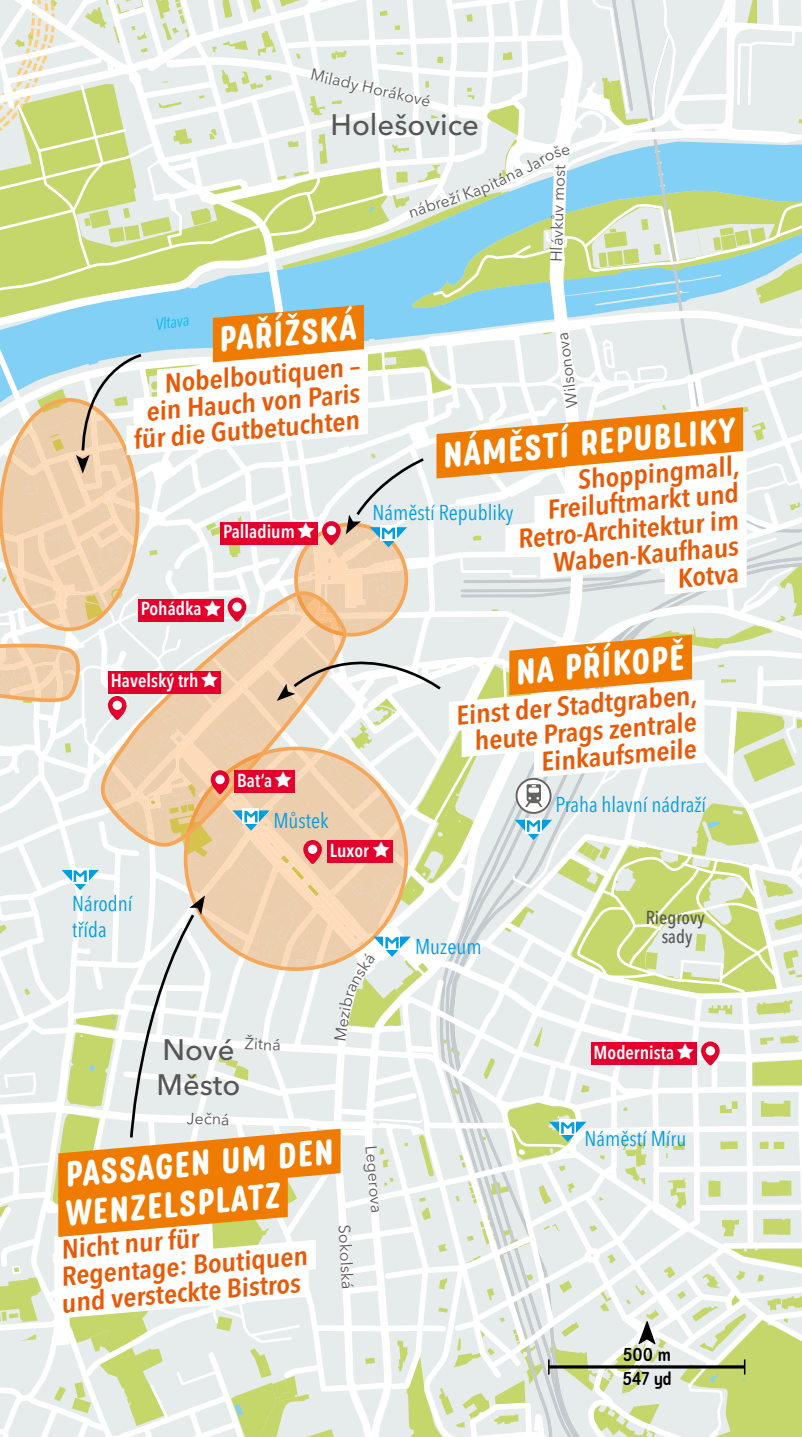 Milady Horákové
Holešovice
nábreží Kapitána Jaroše
Hlávkův most
Vltava
PAŘÍŽSKÁ
Nobelboutiquen –
ein Hauch von Paris
für die Gutbetuchten
Wilsonova
NÁMĚSTÍ REPUBLIKY
Shoppingmall,
Freiluftmarkt und
Retro-Architektur im
Waben-Kaufhaus
Kotva
Náměstí Republiky
M
Palladium
Pohádka
Havelský trh
NA PŘÍKOPĚ
Einst der Stadtgraben,
heute Prags zentrale
Einkaufsmeile
Bat'a
M
Můstek
Praha hlavní nádraží
M
Luxor
M
Národní
třída
Riegrovy
sady
M
Muzeum
Mezibranská
Nové
Město
Žitná
Modernista
Ječná
M
Náměstí Míru
PASSAGEN UM DEN
WENZELSPLATZ
Nicht nur für
Regentage: Boutiquen
und versteckte Bistros
Legerova
Sokolská
500 m
547 yd